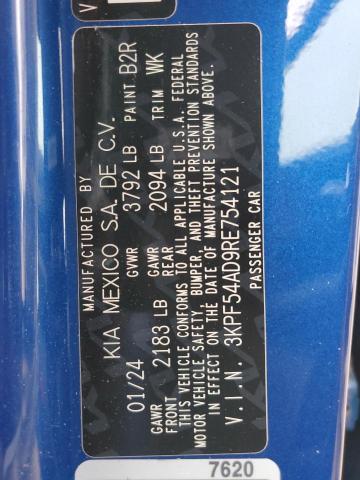 MANUFACTURED BY
KIA MEXICO S.A. DE C.V.
01/24 GVWR 3792 LB PAINT B2R
GAWR FRONT 2183 LB GAWR REAR 2094 LB TRIM WK
THIS VEHICLE CONFORMS TO ALL APPLICABLE U.S.A. FEDERAL
MOTOR VEHICLE SAFETY, BUMPER, AND THEFT PREVENTION STANDARDS
IN EFFECT ON THE DATE OF MANUFACTURE SHOWN ABOVE.
V.I.N. 3KPF54AD9RE754121
PASSENGER CAR
7620
V